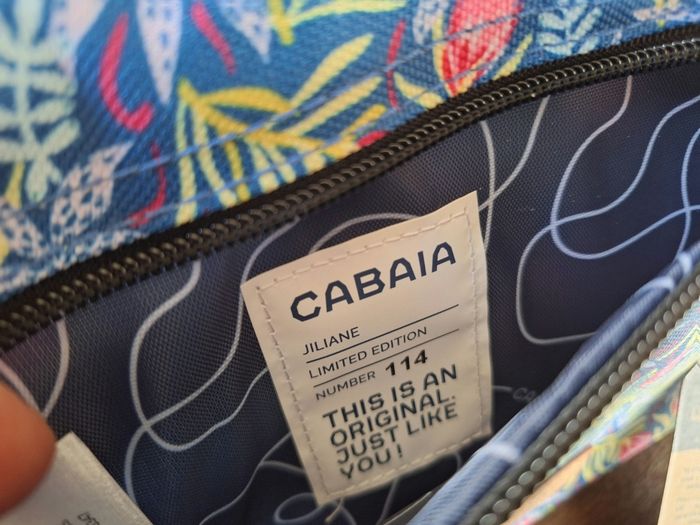 CABAIA
JILIANE
LIMITED EDITION
NUMBER 114
THIS IS AN
ORIGINAL.
JUST LIKE
YOU!